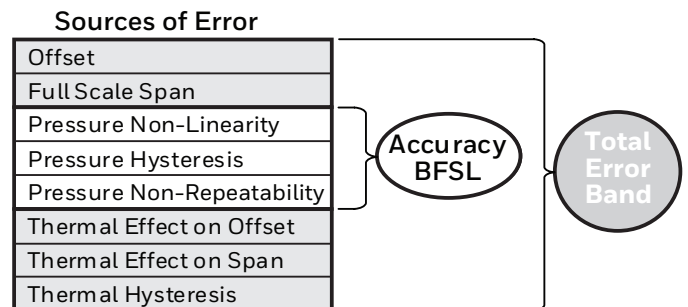 Sources of Error
Offset
Full Scale Span
Pressure Non-Linearity
Pressure Hysteresis
Pressure Non-Repeatability
Thermal Effect on Offset
Thermal Effect on Span
Thermal Hysteresis
Accuracy
BFSL
Total
Error
Band